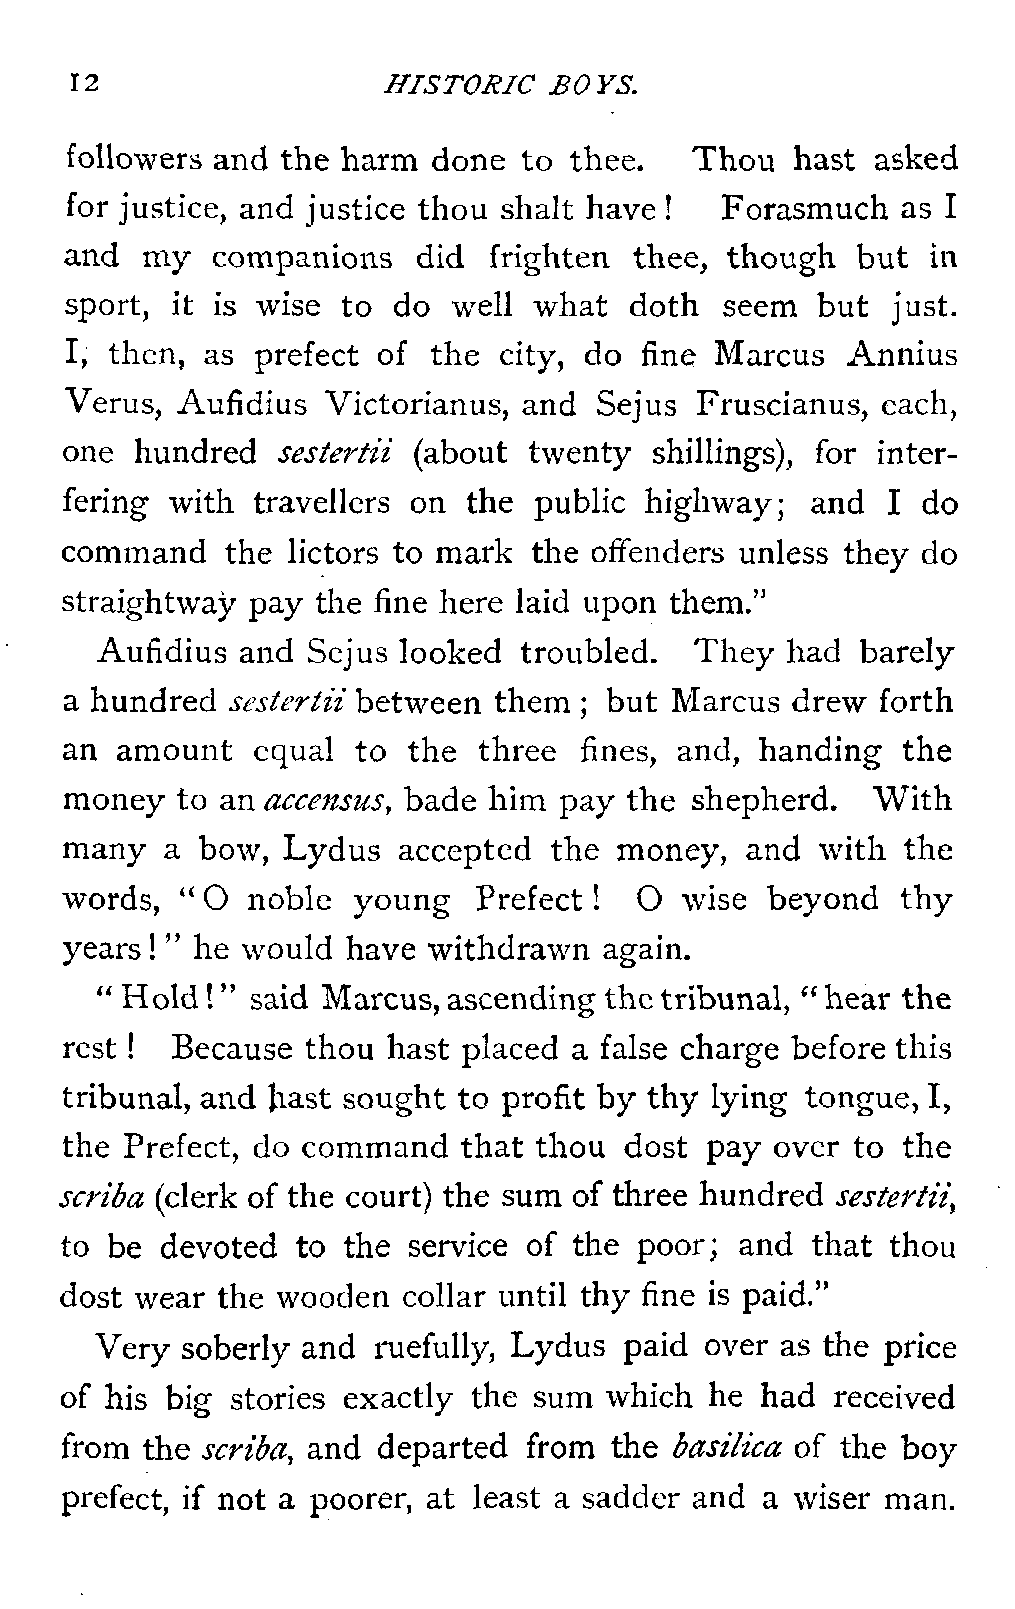 12 HISTORIC BOYS.
followers and the harm done to thee. Thou hast asked
for justice, and justice thou shalt have! Forasmuch as I
and my companions did frighten thee, though but in
sport, it is wise to do well what doth seem but just.
I, then, as prefect of the city, do fine Marcus Annius
Verus, Aufidius Victorianus, and Sejus Fruscianus, each,
one hundred sestertii (about twenty shillings), for inter-
fering with travellers on the public highway; and I do
command the lictors to mark the offenders unless they do
straightway pay the fine here laid upon them."
Aufidius and Sejus looked troubled. They had barely
a hundred sestertii between them; but Marcus drew forth
an amount equal to the three fines, and, handing the
money to an accensus, bade him pay the shepherd. With
many a bow, Lydus accepted the money, and with the
words, "O noble young Prefect! O wise beyond thy
years!" he would have withdrawn again.
"Hold!" said Marcus, ascending the tribunal, "hear the
rest! Because thou hast placed a false charge before this
tribunal, and hast sought to profit by thy lying tongue, I,
the Prefect, do command that thou dost pay over to the
scriba (clerk of the court) the sum of three hundred sestertii,
to be devoted to the service of the poor; and that thou
dost wear the wooden collar until thy fine is paid."
Very soberly and ruefully, Lydus paid over as the price
of his big stories exactly the sum which he had received
from the scriba, and departed from the basilica of the boy
prefect, if not a poorer, at least a sadder and a wiser man.